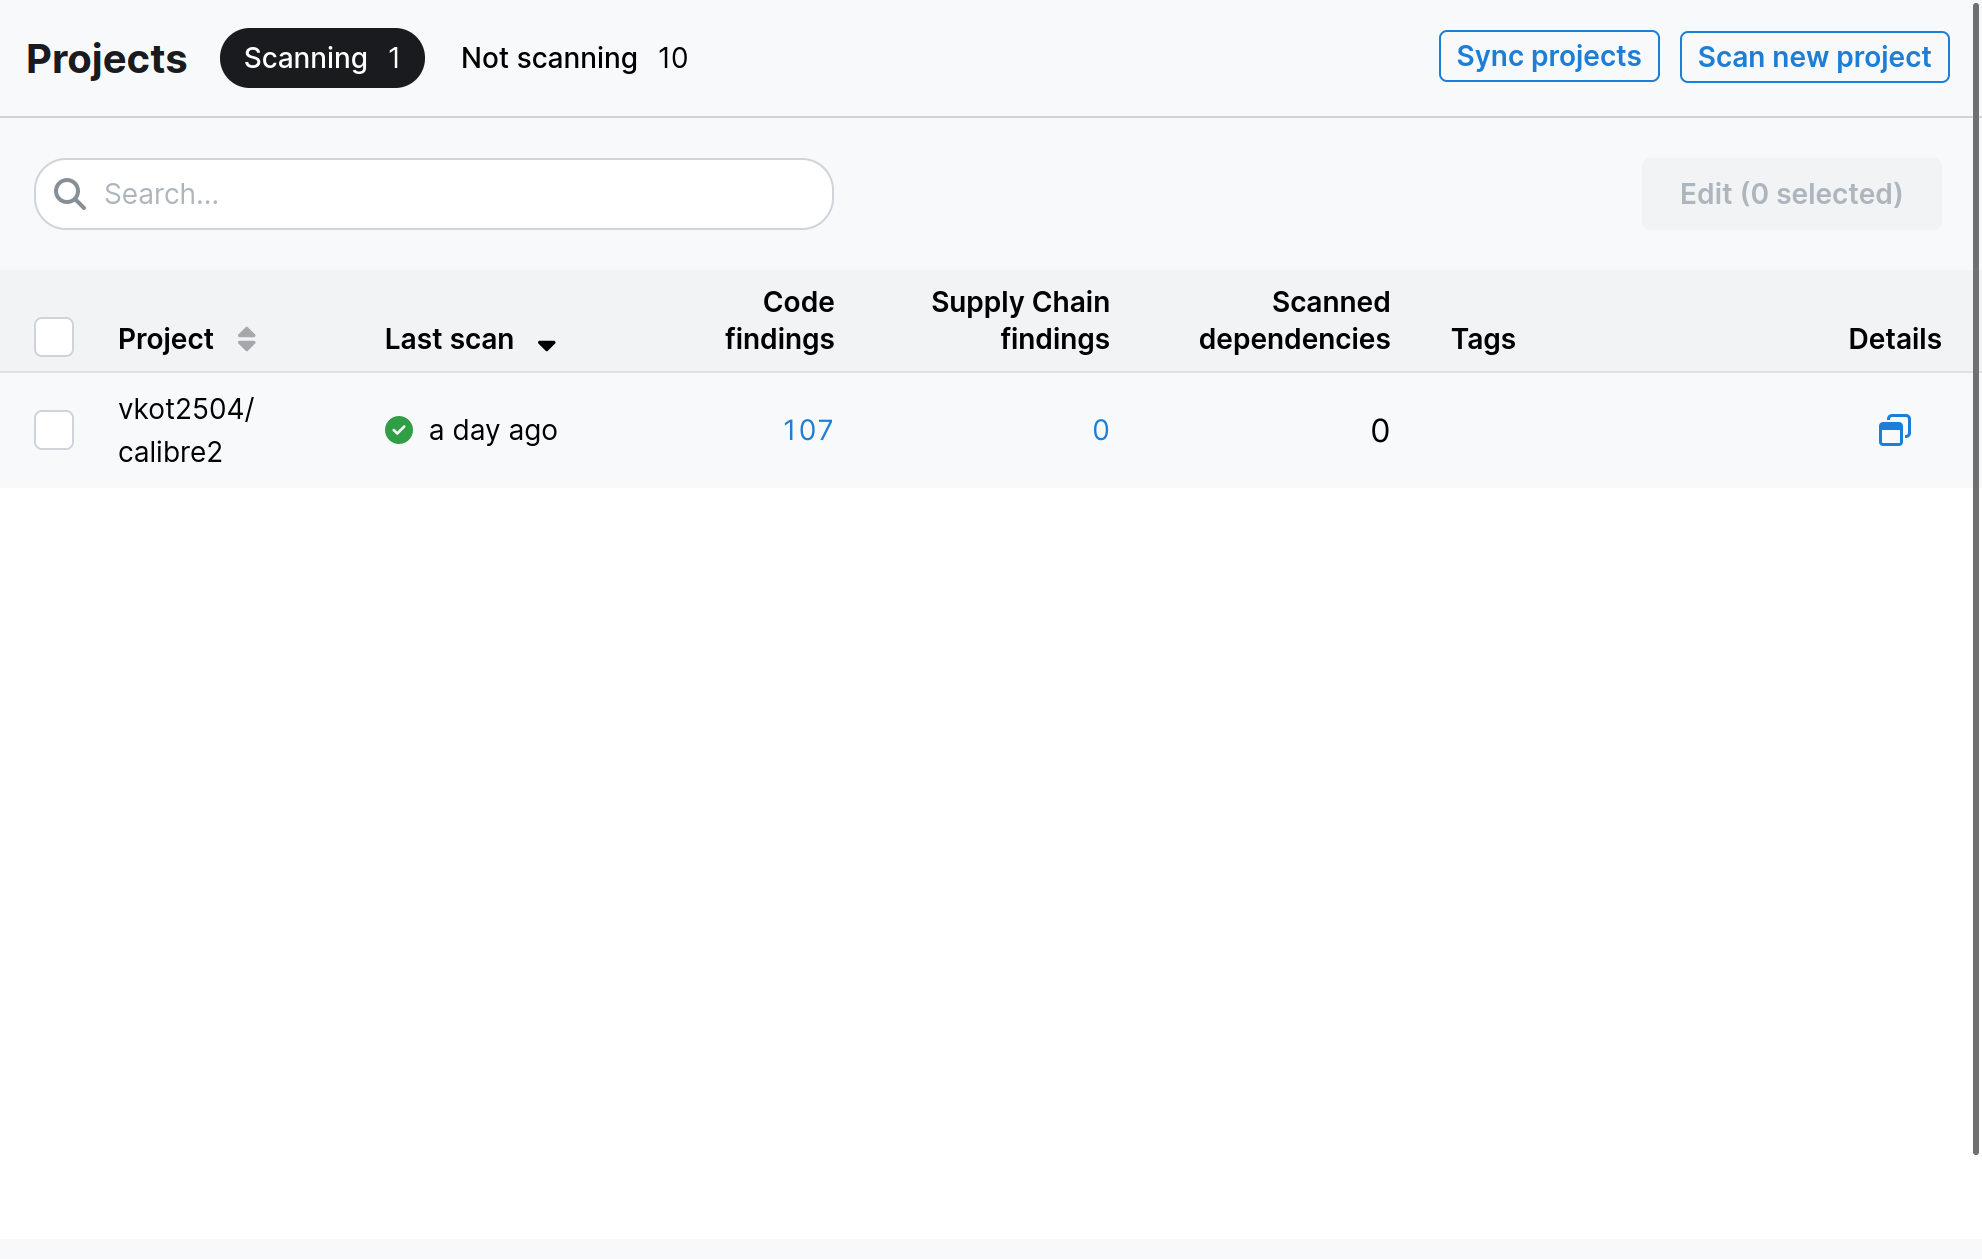 Projects Scanning 1 Not scanning 10 Sync projects Scan new project
Search...
Edit (0 selected)
Project Last scan Code findings Supply Chain findings Scanned dependencies Tags Details
vkot2504/
calibre2
a day ago 107 0 0